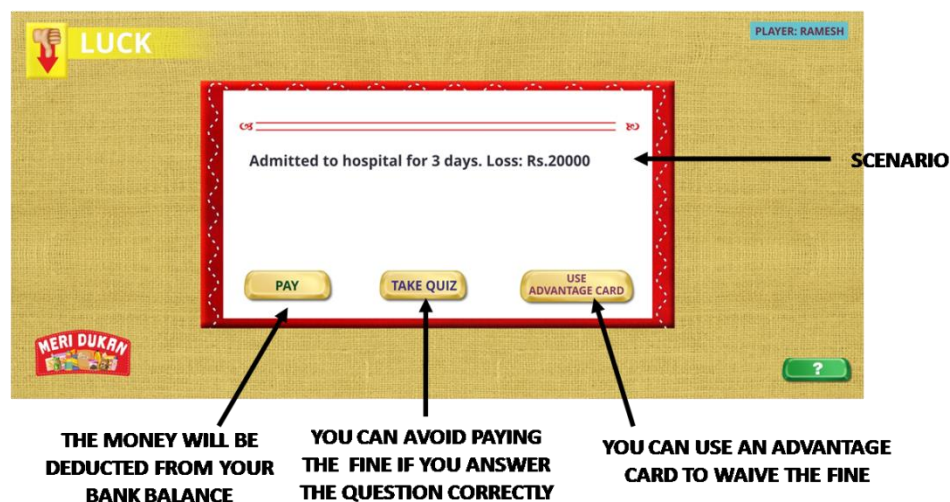 LUCK
PLAYER: RAMESH
Admitted to hospital for 3 days. Loss: Rs.20000
SCENARIO
PAY
TAKE QUIZ
USE
ADVANTAGE CARD
MERI DUKAN
?
THE MONEY WILL BE
DEDUCTED FROM YOUR
BANK BALANCE
YOU CAN AVOID PAYING
THE FINE IF YOU ANSWER
THE QUESTION CORRECTLY
YOU CAN USE AN ADVANTAGE
CARD TO WAIVE THE FINE